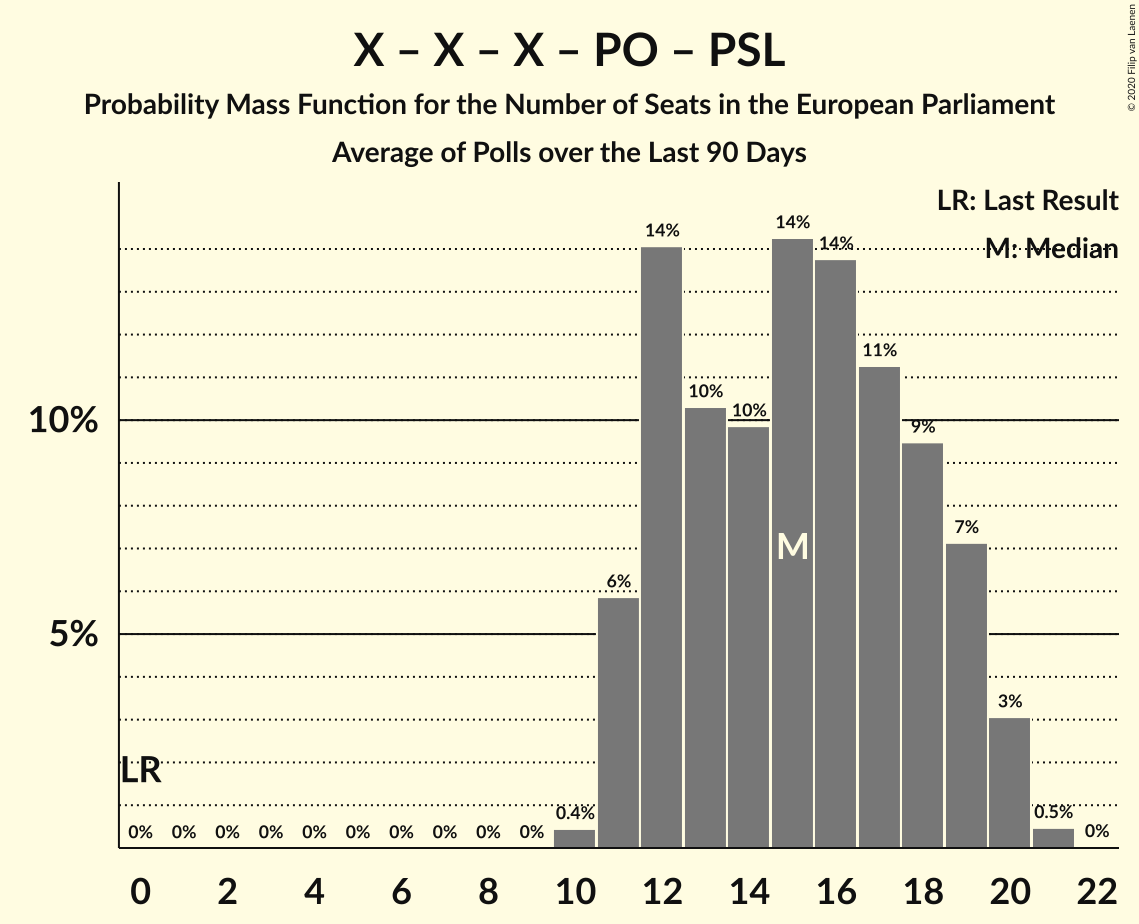 X – X – X – PO – PSL
Probability Mass Function for the Number of Seats in the European Parliament
Average of Polls over the Last 90 Days
© 2020 Filip van Laenen
LR: Last Result
M: Median
14%
14%
14%
11%
10%
10%
10%
9%
7%
M
6%
5%
3%
LR
0%
0%
0%
0%
0%
0%
0%
0%
0%
0%
0.4%
0.5%
0%
0 2 4 6 8 10 12 14 16 18 20 22